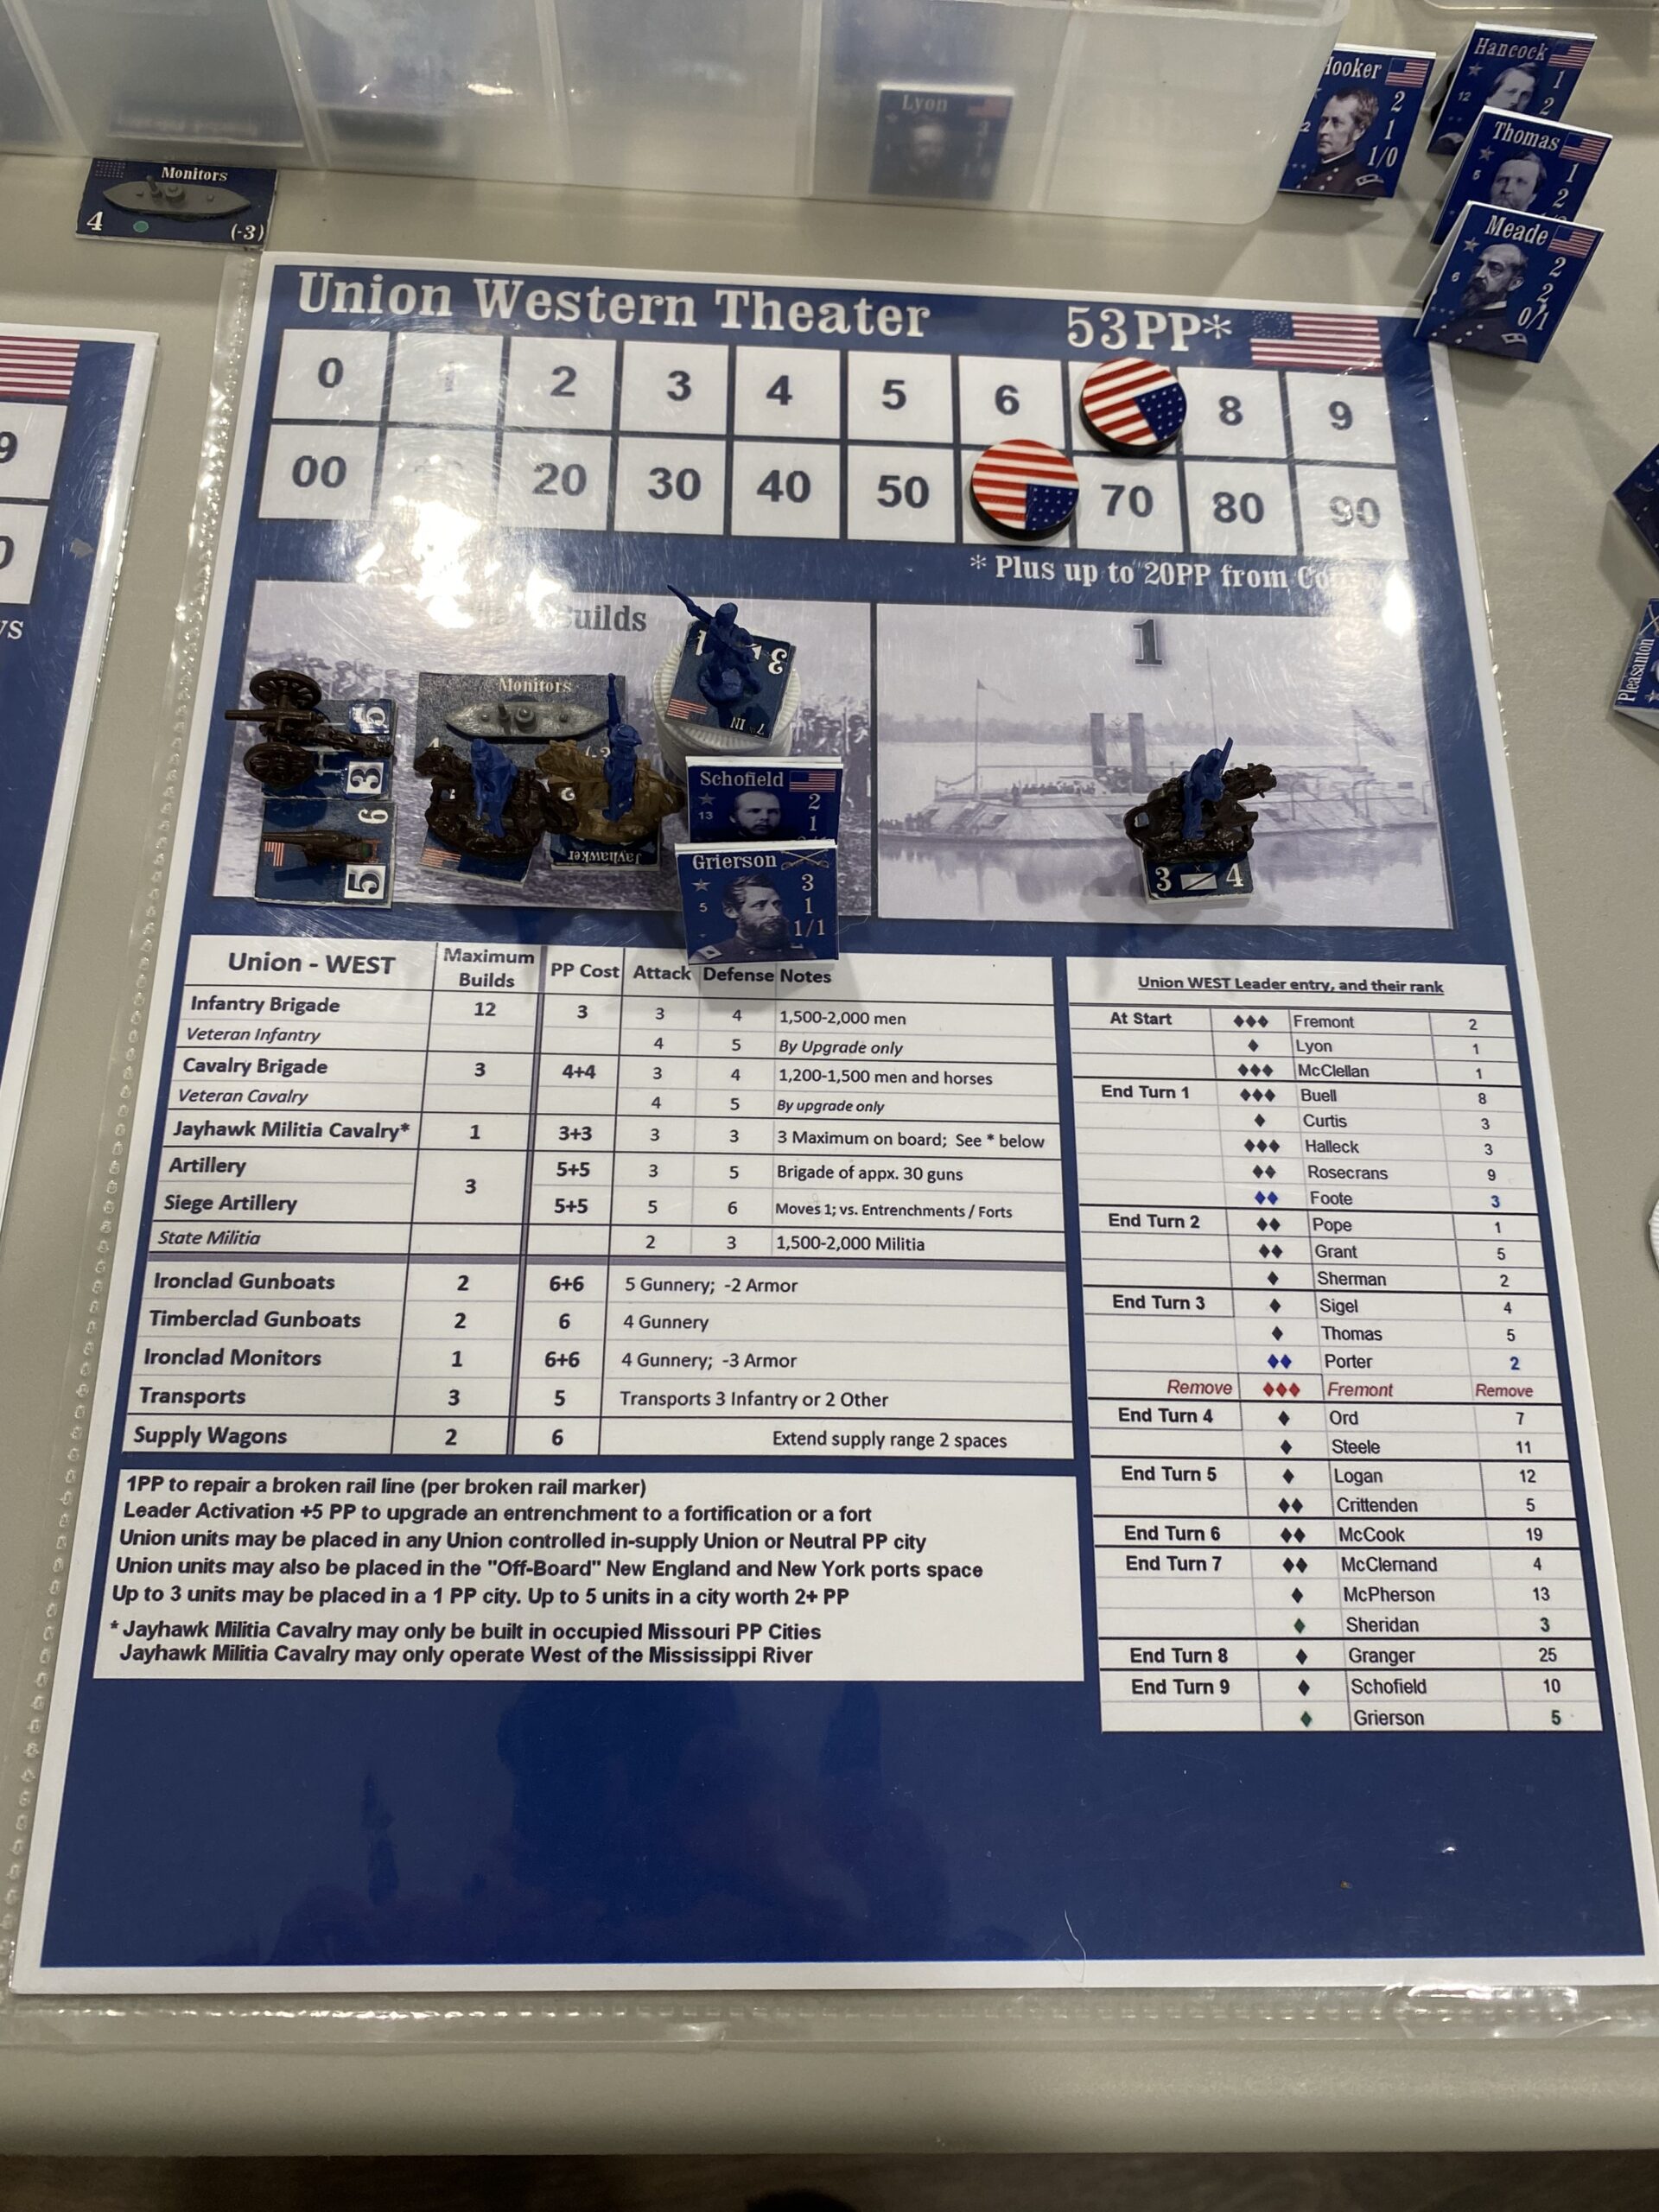 Lyon
Hooker
2
1
1/0
Hancock
12
1
2
Thomas
5
1
2
Meade
6
2
2
0/1
Monitors
4
(-3)
Union Western Theater 53PP*
0 1 2 3 4 5 6 8 9
00 20 30 40 50 70 80 90
9
* Plus up to 20PP from
Builds
1
3
Monitors
6
3
6
5
Jayhawker
Schofield
13
2
1
Grierson
5
3
1
1/1
3 4
Pleasanton
Union - WEST Maximum Builds PP Cost Attack Defense Notes
Infantry Brigade 12 3 3 4 1,500-2,000 men
Veteran Infantry 4 5 By Upgrade only
Cavalry Brigade 3 4+4 3 4 1,200-1,500 men and horses
Veteran Cavalry 4 5 By upgrade only
Jayhawk Militia Cavalry* 1 3+3 3 3 3 Maximum on board; See * below
Artillery 3 5+5 3 5 Brigade of appx. 30 guns
Siege Artillery 5+5 5 6 Moves 1; vs. Entrenchments / Forts
State Militia 2 3 1,500-2,000 Militia
Ironclad Gunboats 2 6+6 5 Gunnery; -2 Armor
Timberclad Gunboats 2 6 4 Gunnery
Ironclad Monitors 1 6+6 4 Gunnery; -3 Armor
Transports 3 5 Transports 3 Infantry or 2 Other
Supply Wagons 2 6 Extend supply range 2 spaces
1PP to repair a broken rail line (per broken rail marker)
Leader Activation +5 PP to upgrade an entrenchment to a fortification or a fort
Union units may be placed in any Union controlled in-supply Union or Neutral PP city
Union units may also be placed in the "Off-Board" New England and New York ports space
Up to 3 units may be placed in a 1 PP city. Up to 5 units in a city worth 2+ PP
* Jayhawk Militia Cavalry may only be built in occupied Missouri PP Cities
Jayhawk Militia Cavalry may only operate West of the Mississippi River
Union WEST Leader entry, and their rank
At Start ♦♦♦ Fremont 2
♦ Lyon 1
♦♦♦ McClellan 1
End Turn 1 ♦♦♦ Buell 8
♦ Curtis 3
♦♦♦ Halleck 3
♦♦ Rosecrans 9
♦♦ Foote 3
End Turn 2 ♦♦ Pope 1
♦♦ Grant 5
♦ Sherman 2
End Turn 3 ♦ Sigel 4
♦ Thomas 5
♦♦ Porter 2
Remove ♦♦♦ Fremont Remove
End Turn 4 ♦ Ord 7
♦ Steele 11
End Turn 5 ♦ Logan 12
♦♦ Crittenden 5
End Turn 6 ♦♦ McCook 19
End Turn 7 ♦♦ McClernand 4
♦ McPherson 13
♦ Sheridan 3
End Turn 8 ♦ Granger 25
End Turn 9 ♦ Schofield 10
♦ Grierson 5